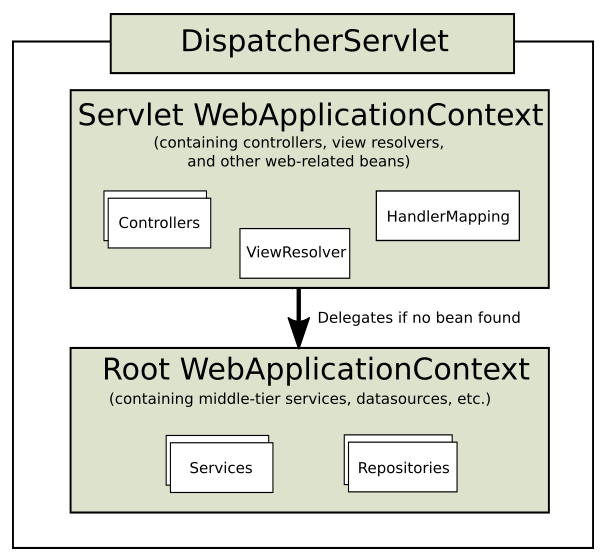 DispatcherServlet
Servlet WebApplicationContext
(containing controllers, view resolvers,
and other web-related beans)
Controllers
HandlerMapping
ViewResolver
Delegates if no bean found
Root WebApplicationContext
(containing middle-tier services, datasources, etc.)
Services
Repositories